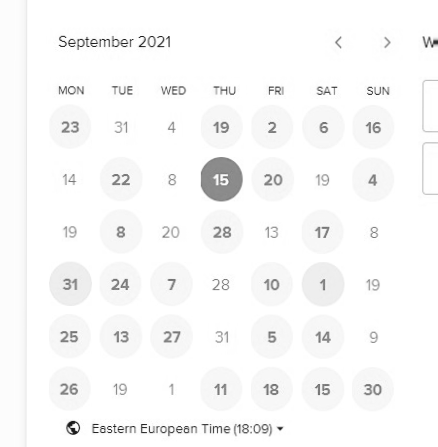 September 2021
MON TUE WED THU FRI SAT SUN
23 31 4 19 2 6 16
14 22 8 15 20 19 4
19 8 20 28 13 17 8
31 24 7 28 10 1 19
25 13 27 31 5 14 9
26 19 1 11 18 15 30
Eastern European Time (18:09)